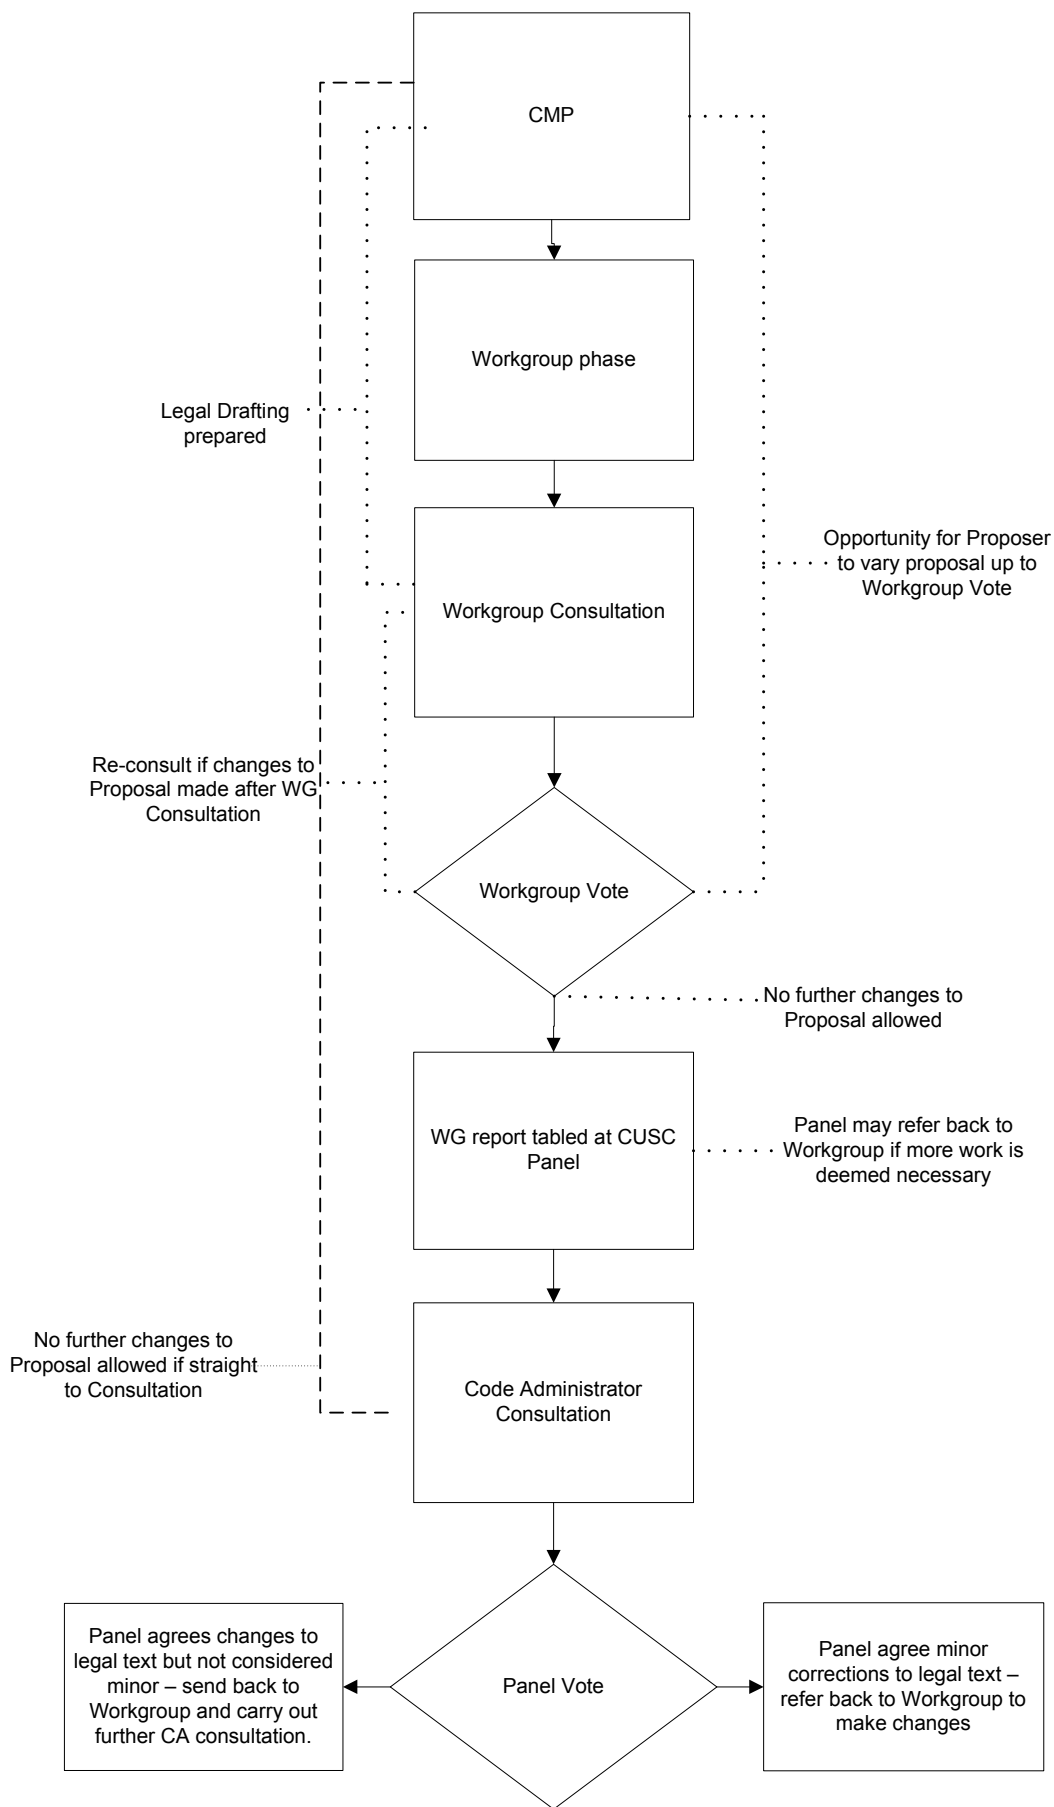 CMP
Workgroup phase
Legal Drafting
prepared
Workgroup Consultation
Opportunity for Proposer
to vary proposal up to
Workgroup Vote
Re-consult if changes to
Proposal made after WG
Consultation
Workgroup Vote
No further changes to
Proposal allowed
WG report tabled at CUSC
Panel
Panel may refer back to
Workgroup if more work is
deemed necessary
No further changes to
Proposal allowed if straight
to Consultation
Code Administrator
Consultation
Panel agrees changes to
legal text but not considered
minor – send back to
Workgroup and carry out
further CA consultation.
Panel Vote
Panel agree minor
corrections to legal text –
refer back to Workgroup to
make changes